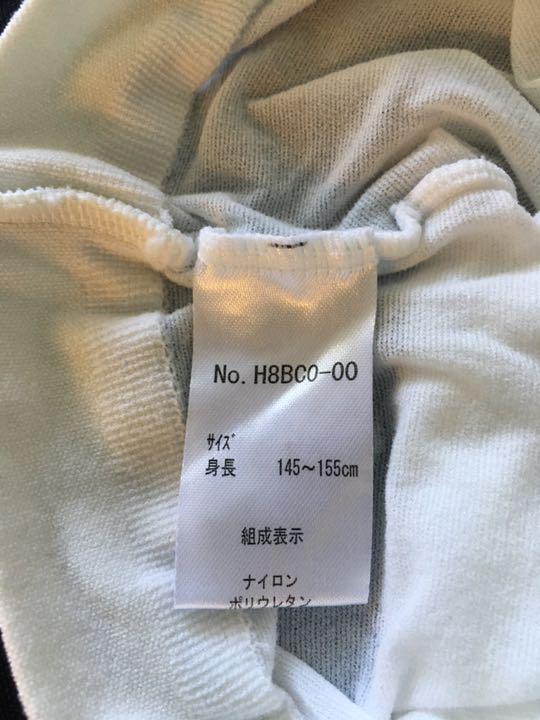 No. H8BC0-00
ｻｲｽﾞ
身長 145～155cm
組成表示
ナイロン
ポリウレタン